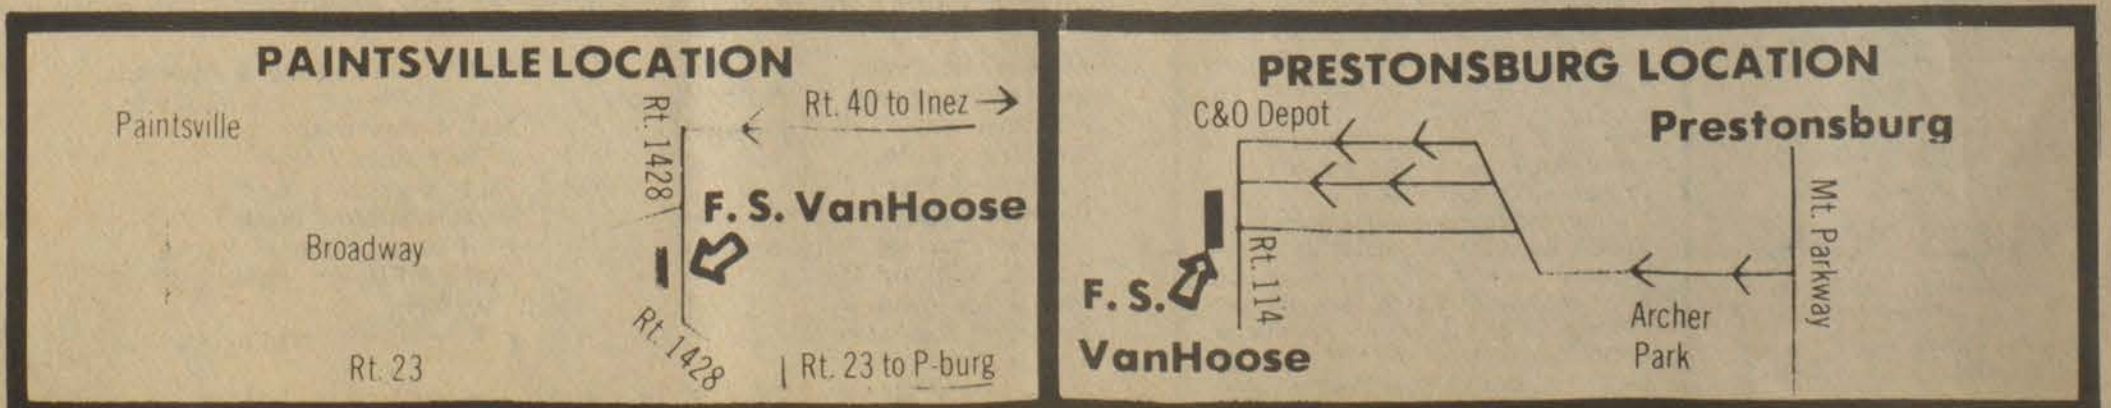 PAINTSVILLE LOCATION
Paintsville
Rt. 1428
Rt. 40 to Inez
F. S. VanHoose
Broadway
Rt. 1428
Rt. 23
Rt. 23 to P-burg
PRESTONSBURG LOCATION
C&O Depot
Prestonsburg
Mt. Parkway
Rt. 114
F. S.
VanHoose
Archer
Park